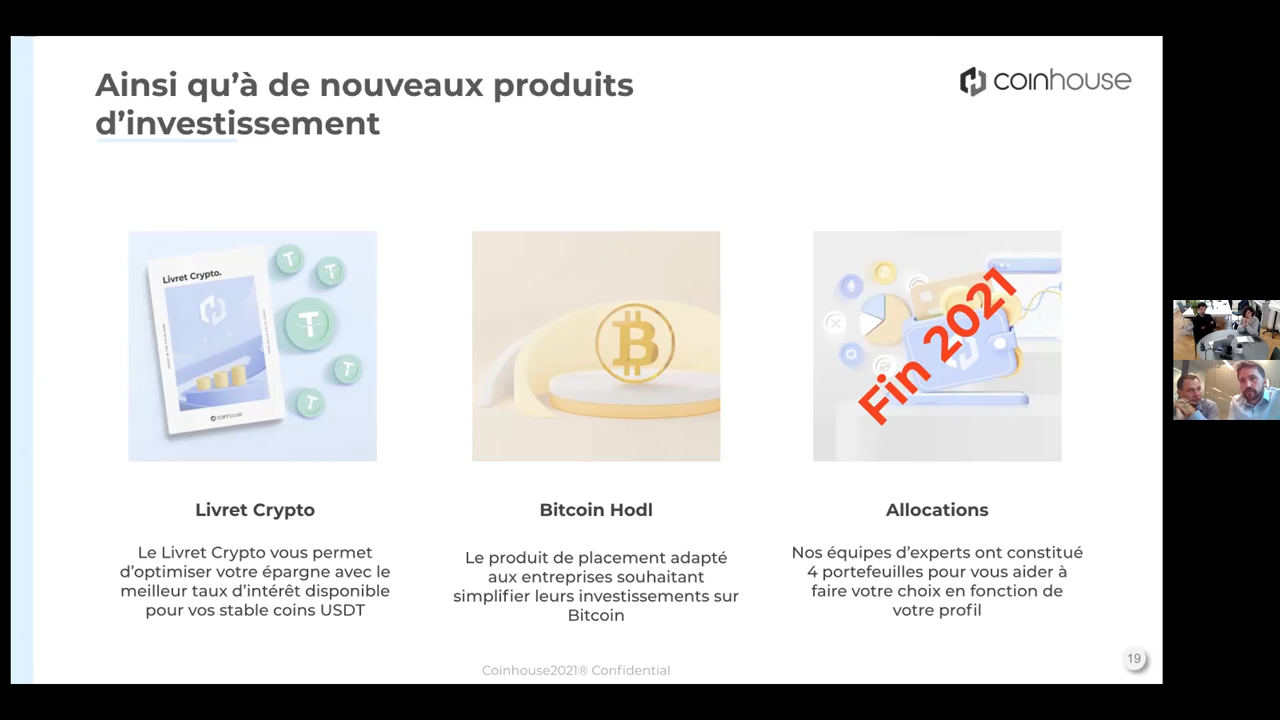 Ainsi qu'à de nouveaux produits
d'investissement
coinhouse
Livret Crypto.
coinhouse
Fin 2021
Livret Crypto
Le Livret Crypto vous permet
d'optimiser votre épargne avec le
meilleur taux d'intérêt disponible
pour vos stable coins USDT
Bitcoin Hodl
Le produit de placement adapté
aux entreprises souhaitant
simplifier leurs investissements sur
Bitcoin
Allocations
Nos équipes d'experts ont constitué
4 portefeuilles pour vous aider à
faire votre choix en fonction de
votre profil
Coinhouse2021® Confidential
19